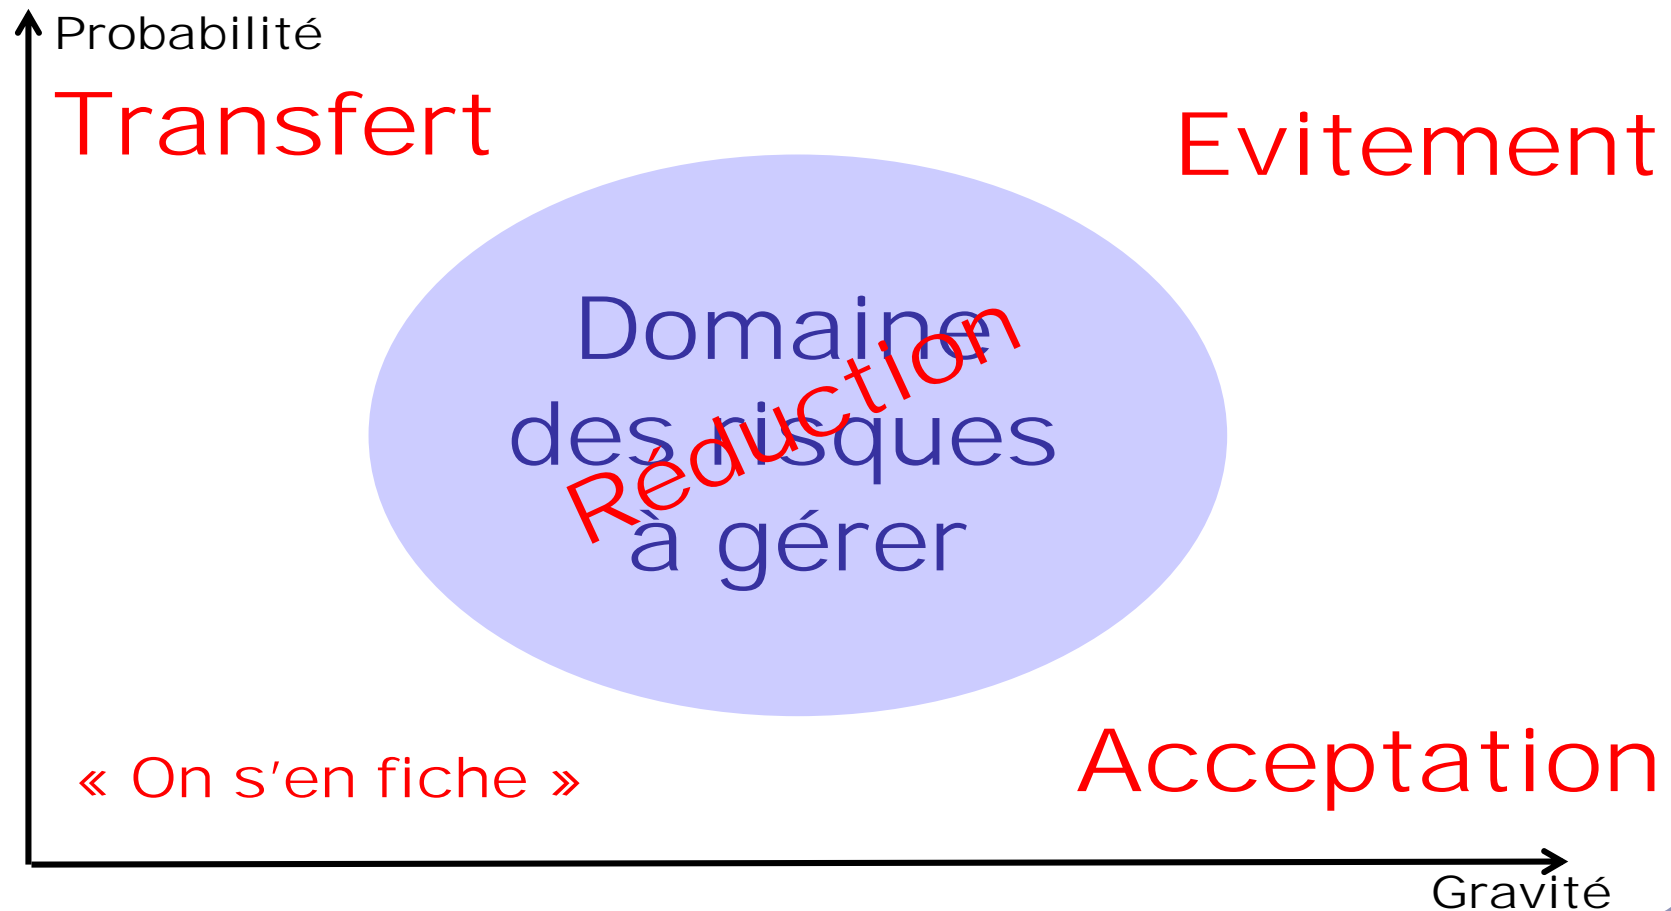 Probabilité
Transfert
Evitement
Domaine
des risques
à gérer
Réduction
« On s'en fiche »
Acceptation
Gravité